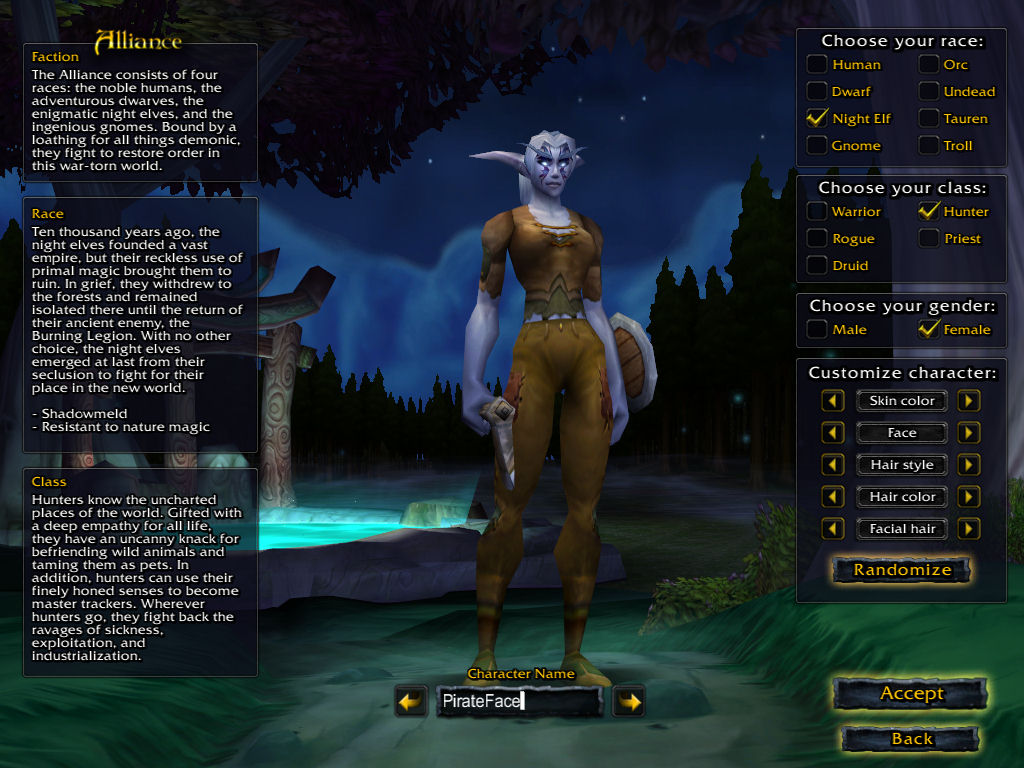 Alliance
Faction
The Alliance consists of four
races: the noble humans, the
adventurous dwarves, the
enigmatic night elves, and the
ingenious gnomes. Bound by a
loathing for all things demonic,
they fight to restore order in
this war-torn world.
Race
Ten thousand years ago, the
night elves founded a vast
empire, but their reckless use of
primal magic brought them to
ruin. In grief, they withdrew to
the forests and remained
isolated there until the return of
their ancient enemy, the
Burning Legion. With no other
choice, the night elves
emerged at last from their
seclusion to fight for their
place in the new world.
- Shadowmeld
- Resistant to nature magic
Class
Hunters know the uncharted
places of the world. Gifted with
a deep empathy for all life,
they have an uncanny knack for
befriending wild animals and
taming them as pets. In
addition, hunters can use their
finely honed senses to become
master trackers. Wherever
hunters go, they fight back the
ravages of sickness,
exploitation, and
industrialization.
Character Name
PirateFace
Choose your race:
Human Orc
Dwarf Undead
Night Elf Tauren
Gnome Troll
Choose your class:
Warrior Hunter
Rogue Priest
Druid
Choose your gender:
Male Female
Customize character:
Skin color
Face
Hair style
Hair color
Facial hair
Randomize
Accept
Back